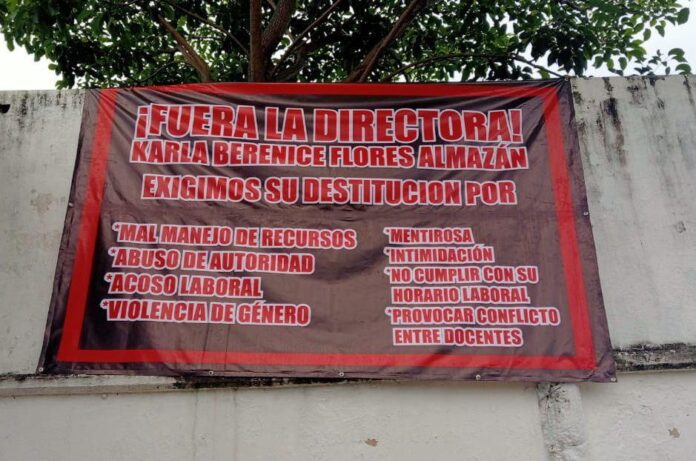 ¡FUERA LA DIRECTORA!
KARLA BERENICE FLORES ALMAZÁN
EXIGIMOS SU DESTITUCION POR
*MAL MANEJO DE RECURSOS
*ABUSO DE AUTORIDAD
*ACOSO LABORAL
*VIOLENCIA DE GÉNERO
*MENTIROSA
*INTIMIDACIÓN
*NO CUMPLIR CON SU
HORARIO LABORAL
*PROVOCAR CONFLICTO
ENTRE DOCENTES